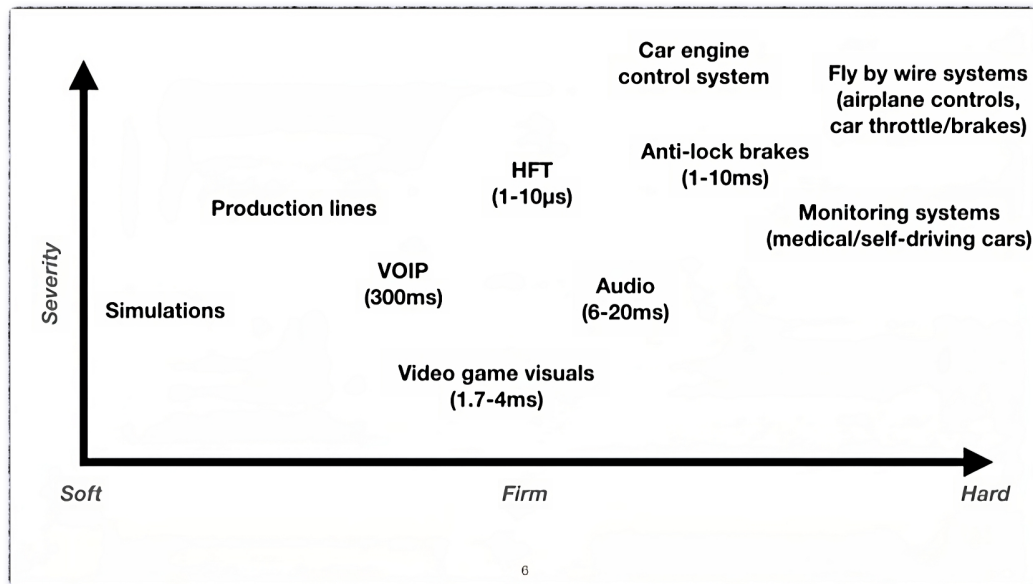 Car engine
control system
Fly by wire systems
(airplane controls,
car throttle/brakes)
Anti-lock brakes
(1-10ms)
HFT
(1-10µs)
Production lines
Monitoring systems
(medical/self-driving cars)
VOIP
(300ms)
Audio
(6-20ms)
Simulations
Video game visuals
(1.7-4ms)
Severity
Soft
Firm
Hard
6